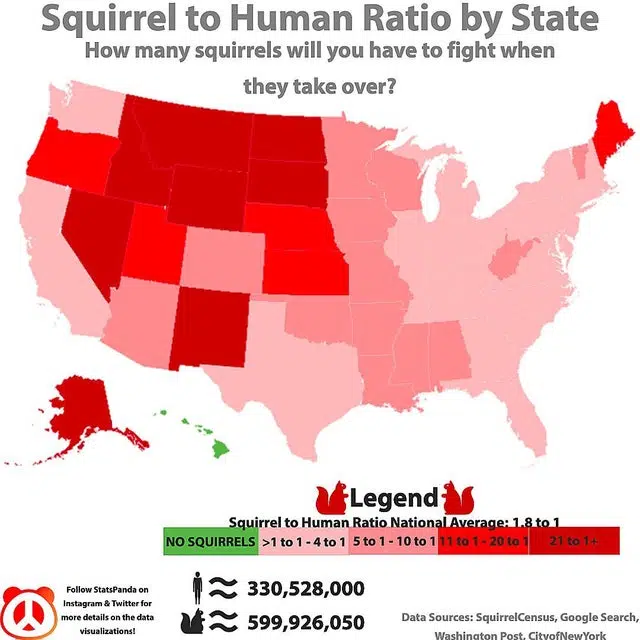 Squirrel to Human Ratio by State
How many squirrels will you have to fight when
they take over?
Legend
Squirrel to Human Ratio National Average: 1.8 to 1
NO SQUIRRELS >1 to 1 - 4 to 1 5 to 1 - 10 to 1 11 to 1 - 20 to 1 21 to 1+
Follow StatsPanda on
Instagram & Twitter for
more details on the data
visualizations!
≈ 330,528,000
≈ 599,926,050
Data Sources: SquirrelCensus, Google Search,
Washington Post, CityofNewYork